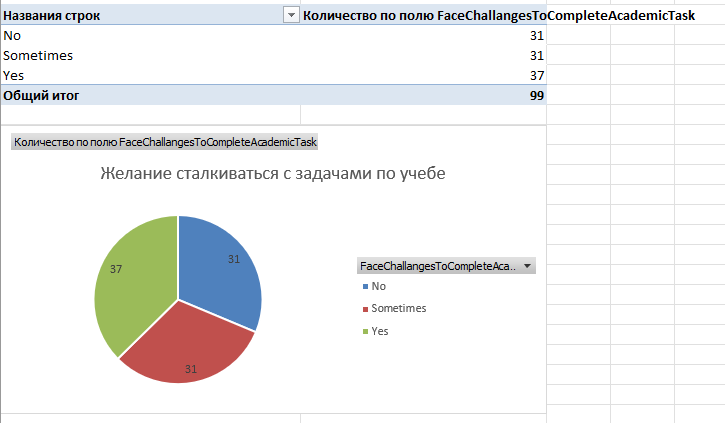 Названия строк Количество по полю FaceChallangesToCompleteAcademicTask
No 31
Sometimes 31
Yes 37
Общий итог 99
Количество по полю FaceChallangesToCompleteAcademicTask
Желание сталкиваться с задачами по учебе
37
31
31
FaceChallangesToCompleteAca..
No
Sometimes
Yes